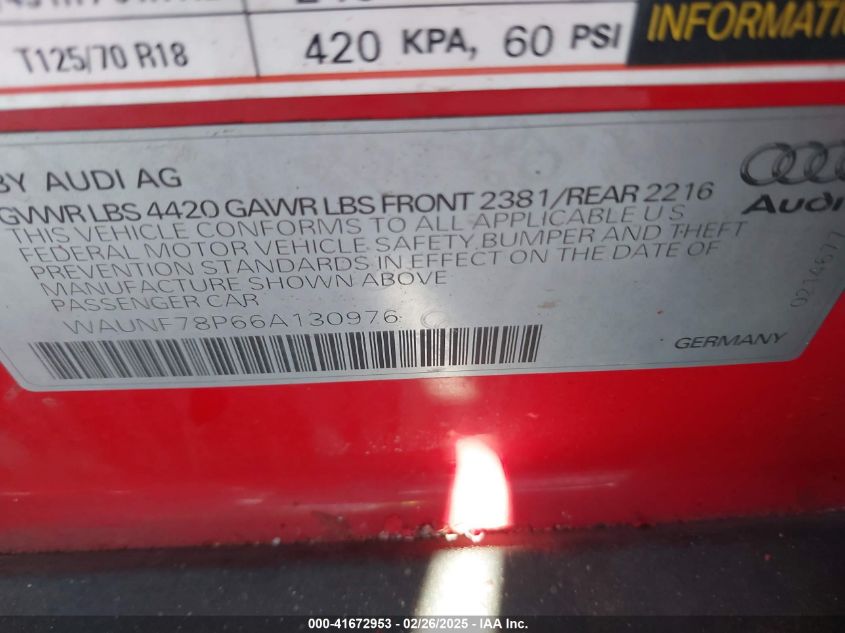 T125/70 R18 420 KPA, 60 PSI
INFORMATION
BY AUDI AG
GVWR LBS 4420 GAWR LBS FRONT 2381/REAR 2216
THIS VEHICLE CONFORMS TO ALL APPLICABLE U S
FEDERAL MOTOR VEHICLE SAFETY, BUMPER AND THEFT
PREVENTION STANDARDS IN EFFECT ON THE DATE OF
MANUFACTURE SHOWN ABOVE
PASSENGER CAR
WAUNF78P66A130976
Audi
0214677
GERMANY
000-41672953 - 02/26/2025 - IAA Inc.